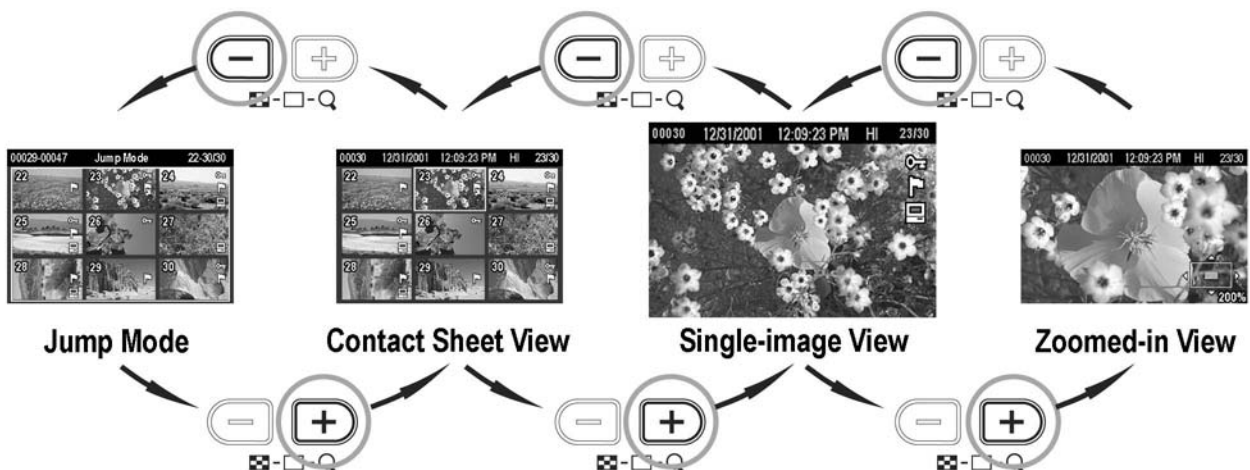 00029-00047 Jump Mode 22-30/30
22
23
24
25
26
27
28
29
30
00030 12/31/2001 12:09:23 PM HI 23/30
22
23
24
25
26
27
28
29
30
00030 12/31/2001 12:09:23 PM HI 23/30
00030 12/31/2001 12:09:23 PM HI 23/30
200%
Jump Mode
Contact Sheet View
Single-image View
Zoomed-in View